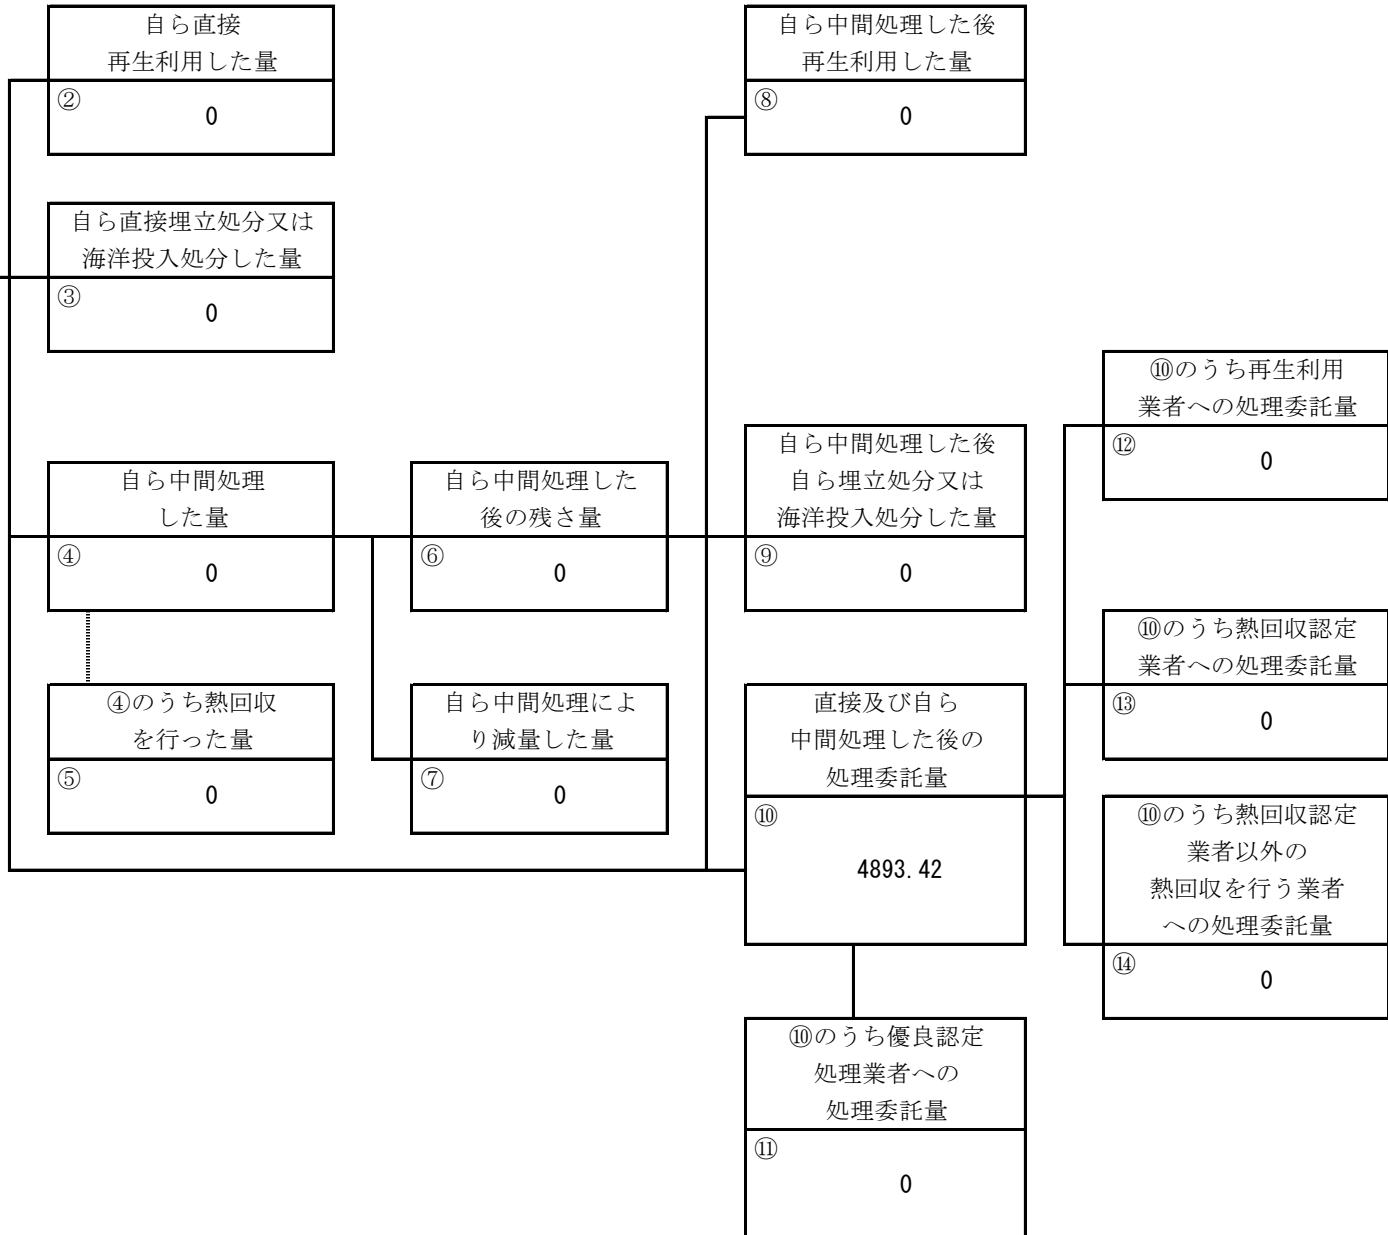 自ら直接
再生利用した量
②
0
自ら中間処理した後
再生利用した量
⑧
0
自ら直接埋立処分又は
海洋投入処分した量
③
0
⑩のうち再生利用
業者への処理委託量
⑫
0
自ら中間処理
した量
④
0
自ら中間処理した
後の残さ量
⑥
0
自ら中間処理した後
自ら埋立処分又は
海洋投入処分した量
⑨
0
⑩のうち熱回収認定
業者への処理委託量
⑬
0
④のうち熱回収
を行った量
⑤
0
自ら中間処理によ
り減量した量
⑦
0
直接及び自ら
中間処理した後の
処理委託量
⑩
4893.42
⑩のうち熱回収認定
業者以外の
熱回収を行う業者
への処理委託量
⑭
0
⑩のうち優良認定
処理業者への
処理委託量
⑪
0